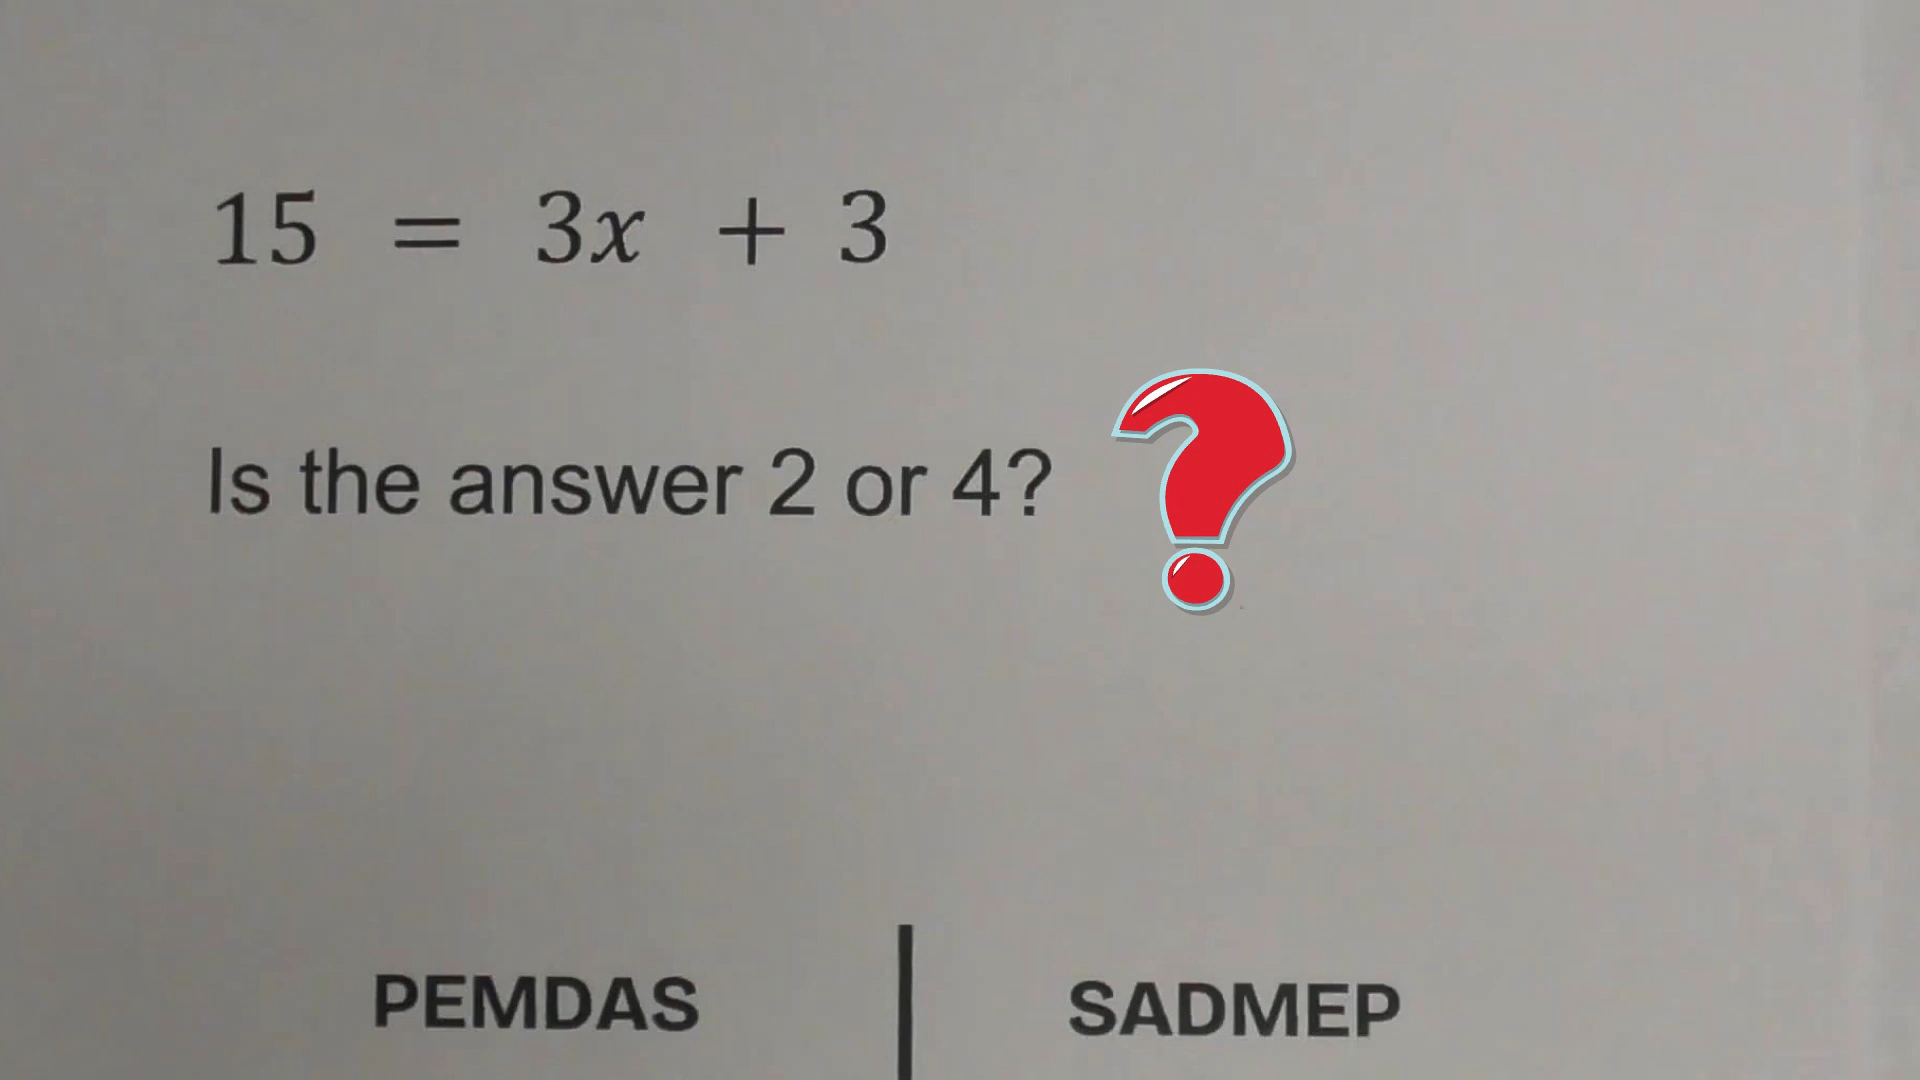 15 = 3x + 3
Is the answer 2 or 4? ?
PEMDAS | SADMEP